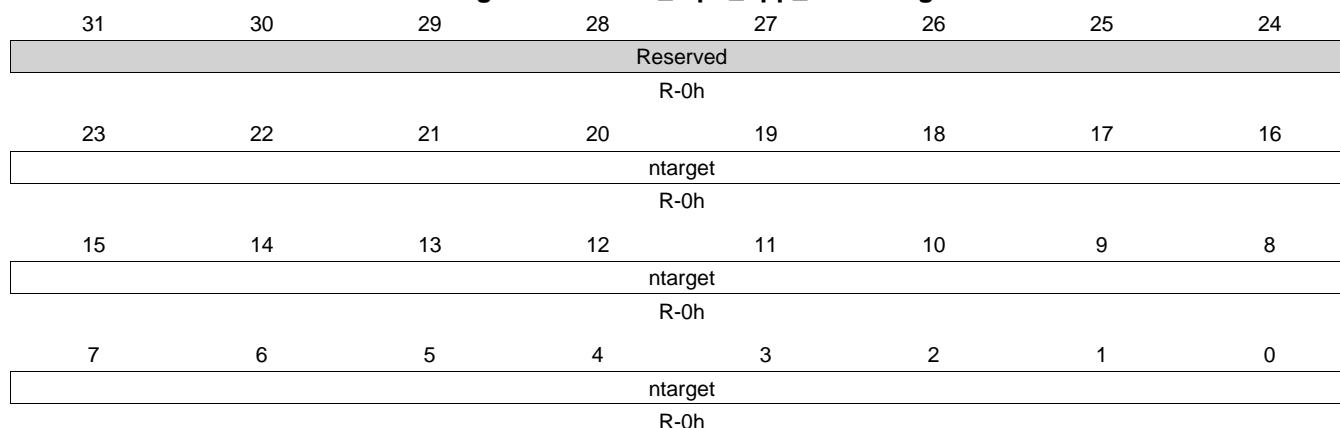 31 30 29 28 27 26 25 24
Reserved
R-0h
23 22 21 20 19 18 17 16
ntarget
R-0h
15 14 13 12 11 10 9 8
ntarget
R-0h
7 6 5 4 3 2 1 0
ntarget
R-0h